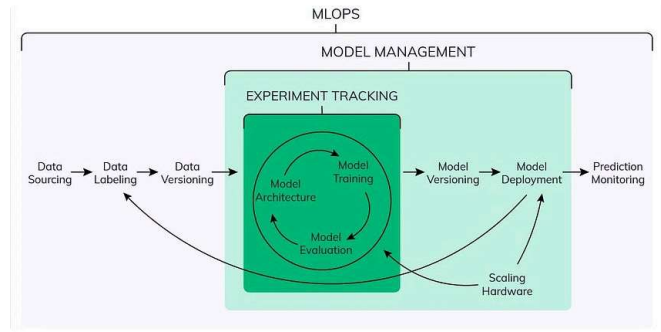 MLOPS
MODEL MANAGEMENT
EXPERIMENT TRACKING
Data
Sourcing
Data
Labeling
Data
Versioning
Model
Architecture
Model
Training
Model
Evaluation
Model
Versioning
Model
Deployment
Prediction
Monitoring
Scaling
Hardware